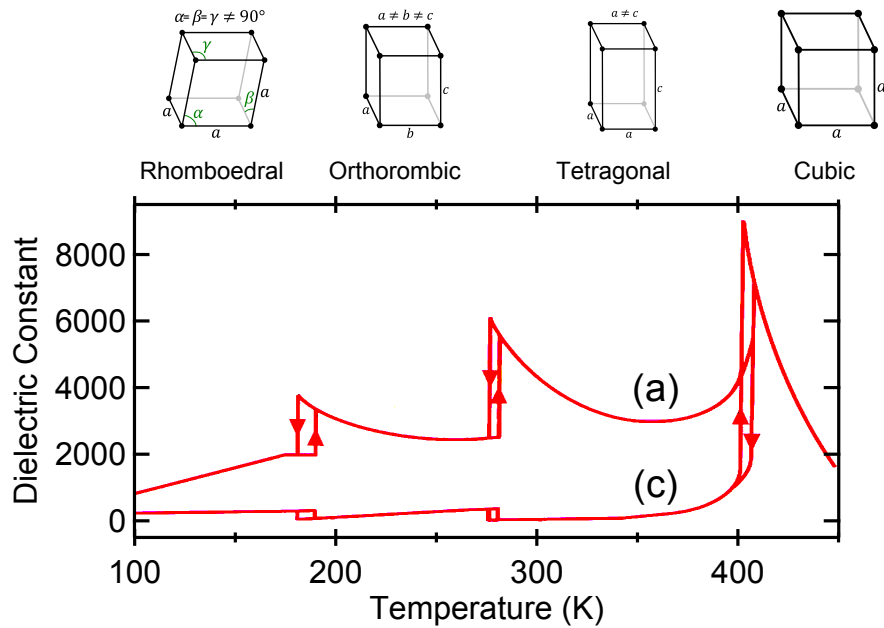 α=β=γ ≠ 90°
γ
a
α
β
a
a
a ≠ b ≠ c
a
c
b
a ≠ c
a
c
a
a
a
a
Rhomboedral
Orthorombic
Tetragonal
Cubic
Dielectric Constant
8000
6000
4000
2000
0
(a)
(c)
100
200
300
400
Temperature (K)